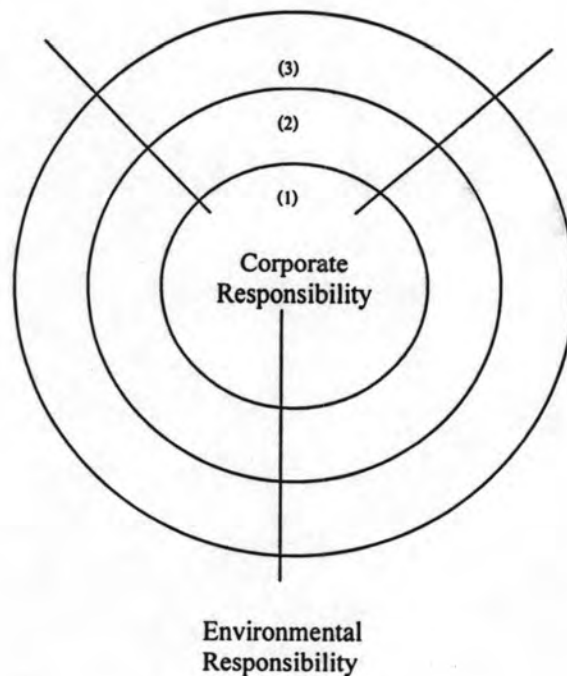 (3)
(2)
(1)
Corporate
Responsibility
Environmental
Responsibility